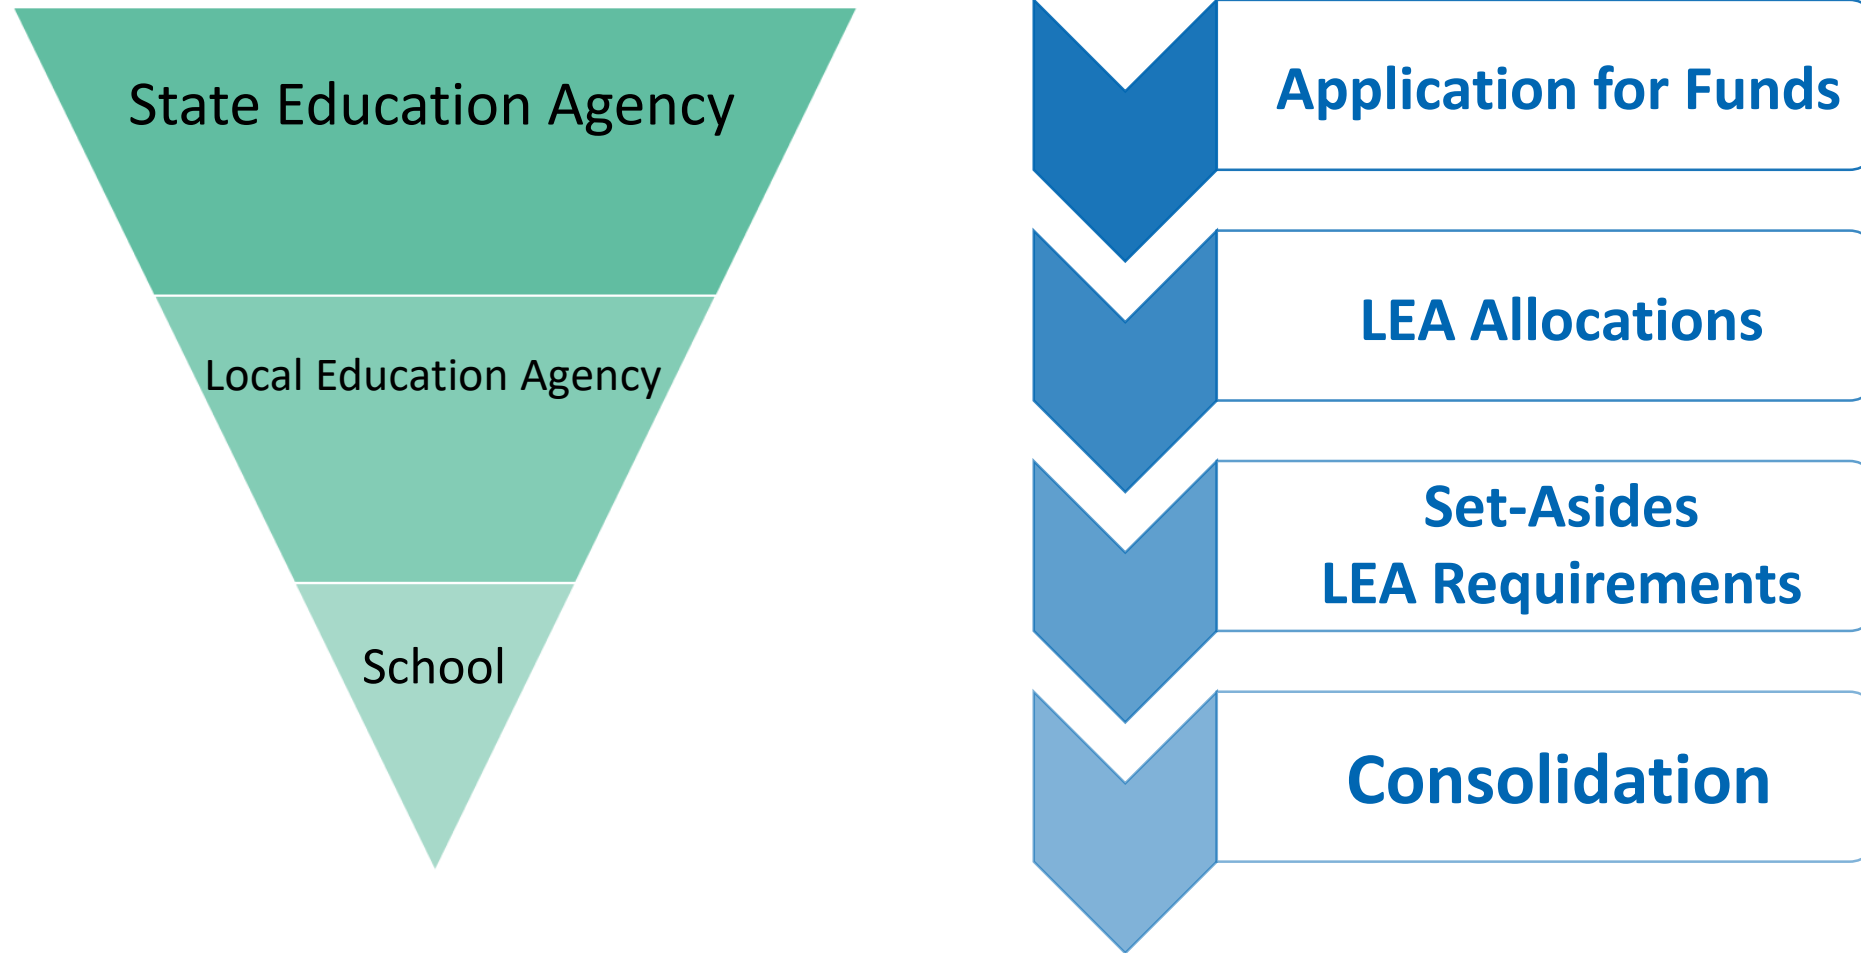 State Education Agency
Local Education Agency
School
Application for Funds
LEA Allocations
Set-Asides
LEA Requirements
Consolidation